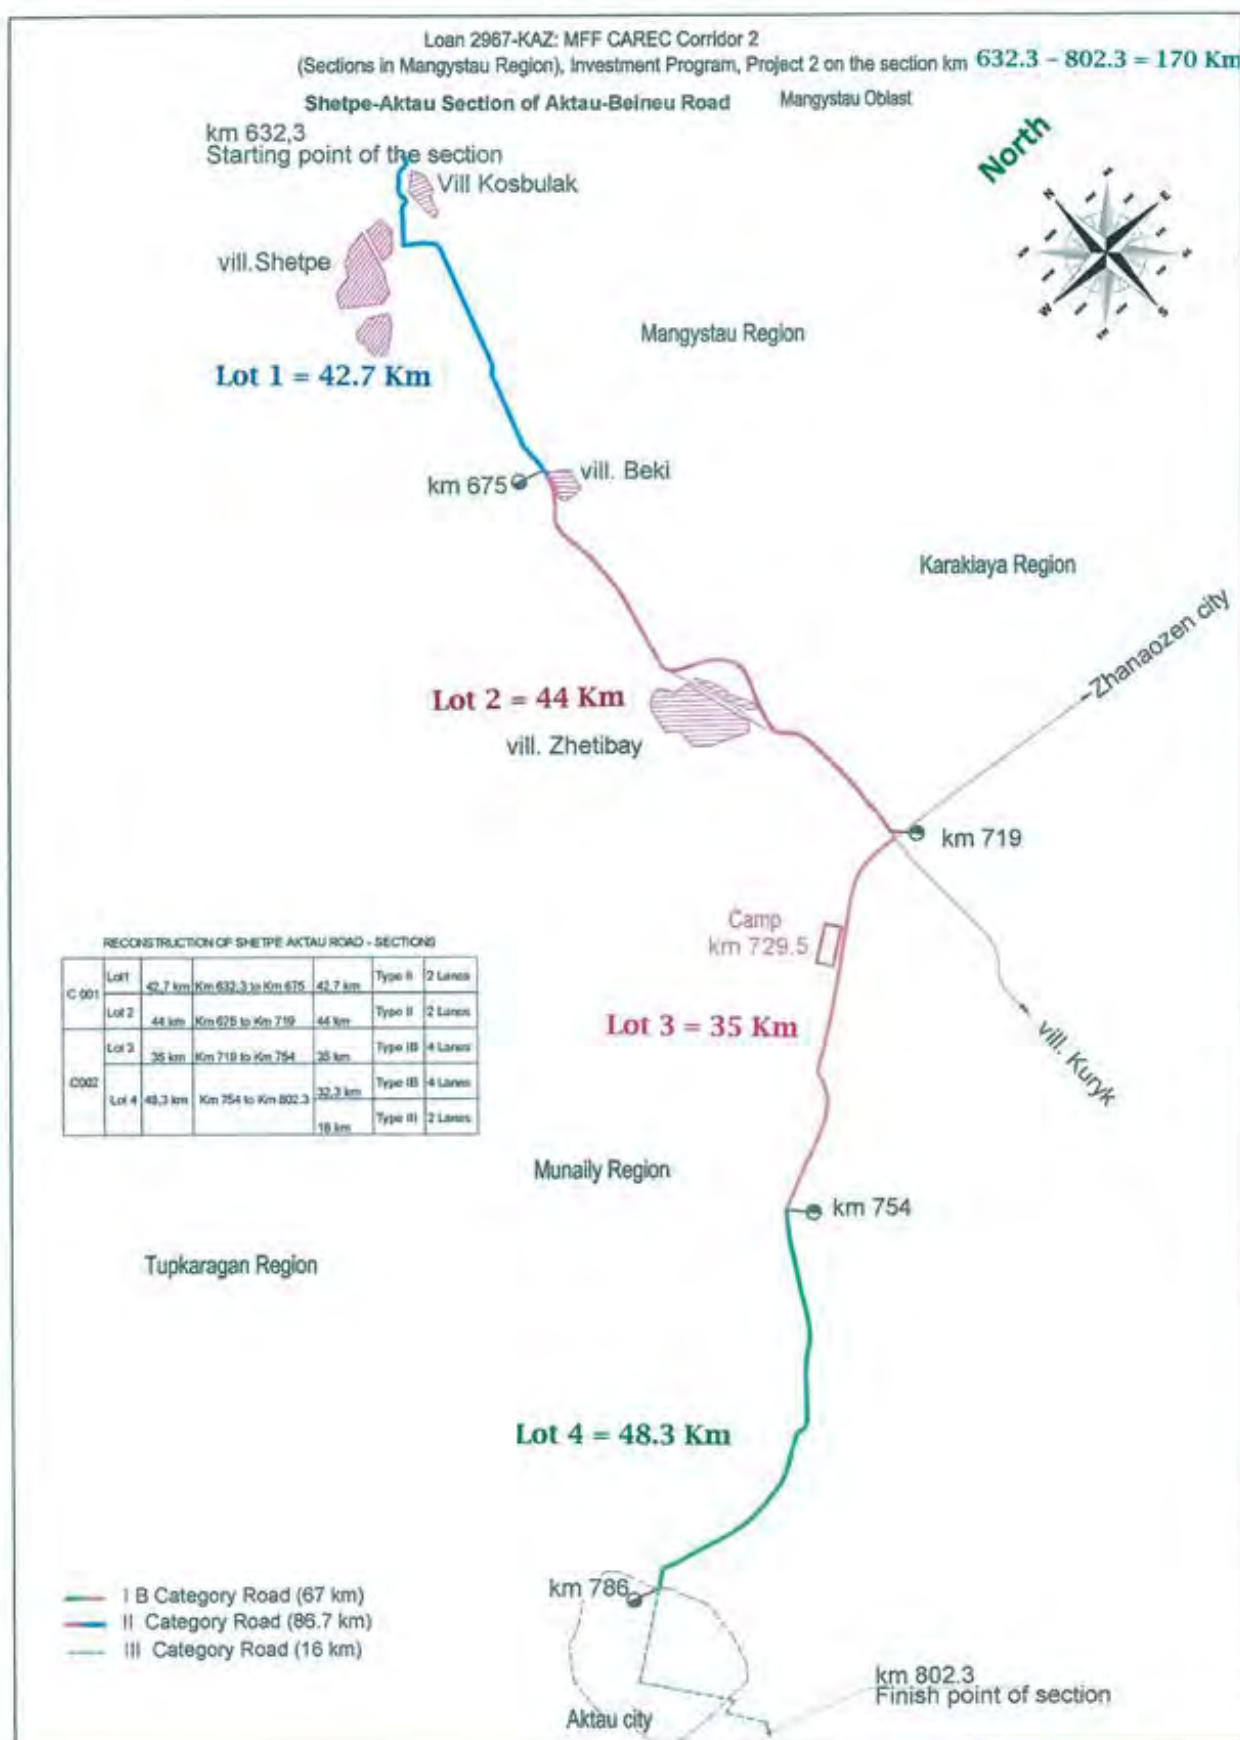 Loan 2967-KAZ: MFF CAREC Corridor 2
(Sections in Mangystau Region), Investment Program, Project 2 on the section km 632.3 – 802.3 = 170 Km
Shetpe-Aktau Section of Aktau-Beineu Road Mangystau Oblast
km 632,3
Starting point of the section
Vill Kosbulak
North
vill.Shetpe
N
E
W
S
Mangystau Region
Lot 1 = 42.7 Km
km 675
vill. Beki
Karakiaya Region
Zhanaozen city
Lot 2 = 44 Km
vill. Zhetibay
km 719
Camp
km 729.5
Lot 3 = 35 Km
vill. Kuryk
RECONSTRUCTION OF SHETPE AKTAU ROAD - SECTIONS
C 001 Lot1 42,7 km Km 632,3 to Km 675 42,7 km Type II 2 Lanes
Lot 2 44 km Km 675 to Km 719 44 km Type II 2 Lanes
C002 Lot 3 35 km Km 719 to Km 754 35 km Type IB 4 Lanes
Lot 4 48,3 km Km 754 to Km 802.3 32,3 km Type IB 4 Lanes
16 km Type III 2 Lanes
Munaily Region
km 754
Tupkaragan Region
Lot 4 = 48.3 Km
km 786
I B Category Road (67 km)
II Category Road (86.7 km)
III Category Road (16 km)
km 802.3
Finish point of section
Aktau city